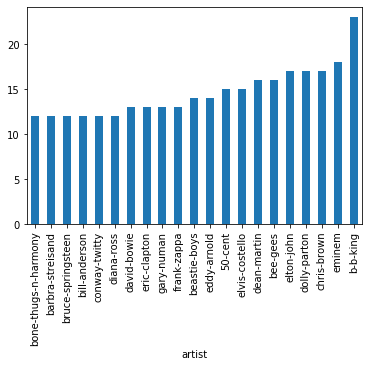 20
15
10
5
0
bone-thugs-n-harmony
barbra-streisand
bruce-springsteen
bill-anderson
conway-twitty
diana-ross
david-bowie
eric-clapton
gary-numan
frank-zappa
beastie-boys
eddy-arnold
50-cent
elvis-costello
dean-martin
bee-gees
elton-john
dolly-parton
chris-brown
eminem
b-b-king
artist